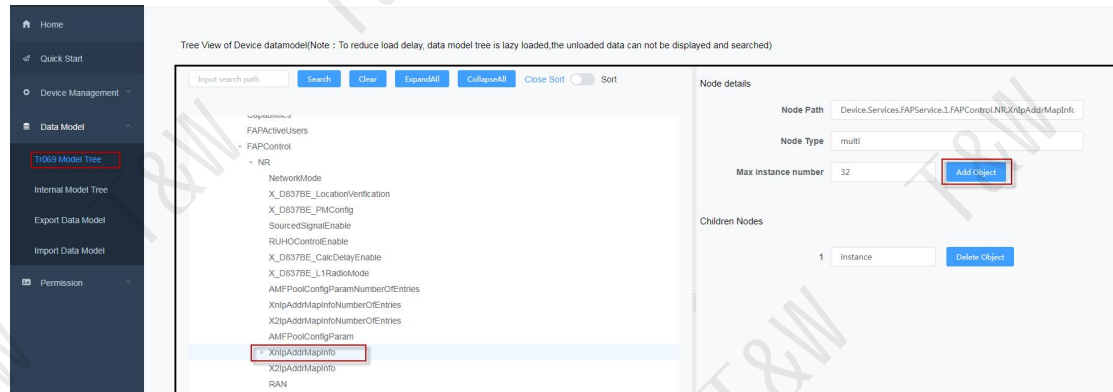 Home
Quick Start
Device Management
Data Model
Tr069 Model Tree
Internal Model Tree
Export Data Model
Import Data Model
Permission
Tree View of Device datamodel(Note : To reduce load delay, data model tree is lazy loaded,the unloaded data can not be displayed and searched)
Input search path Search Clear ExpandAll CollapseAll Close Sort Sort
Capabilities
FAPActiveUsers
FAPControl
NR
NetworkMode
X_D837BE_LocationVerification
X_D837BE_PMConfig
SourcedSignalEnable
RUHOControlEnable
X_D837BE_CalcDelayEnable
X_D837BE_L1RadioMode
AMFPoolConfigParamNumberOfEntries
XnIpAddrMapInfoNumberOfEntries
X2IpAddrMapInfoNumberOfEntries
AMFPoolConfigParam
XnIpAddrMapInfo
X2IpAddrMapInfo
RAN
Node details
Node Path Device.Services.FAPService.1.FAPControl.NR.XnIpAddrMapInfo
Node Type multi
Max instance number 32 Add Object
Children Nodes
1 instance Delete Object
T&W
T&W
T&W
T&W